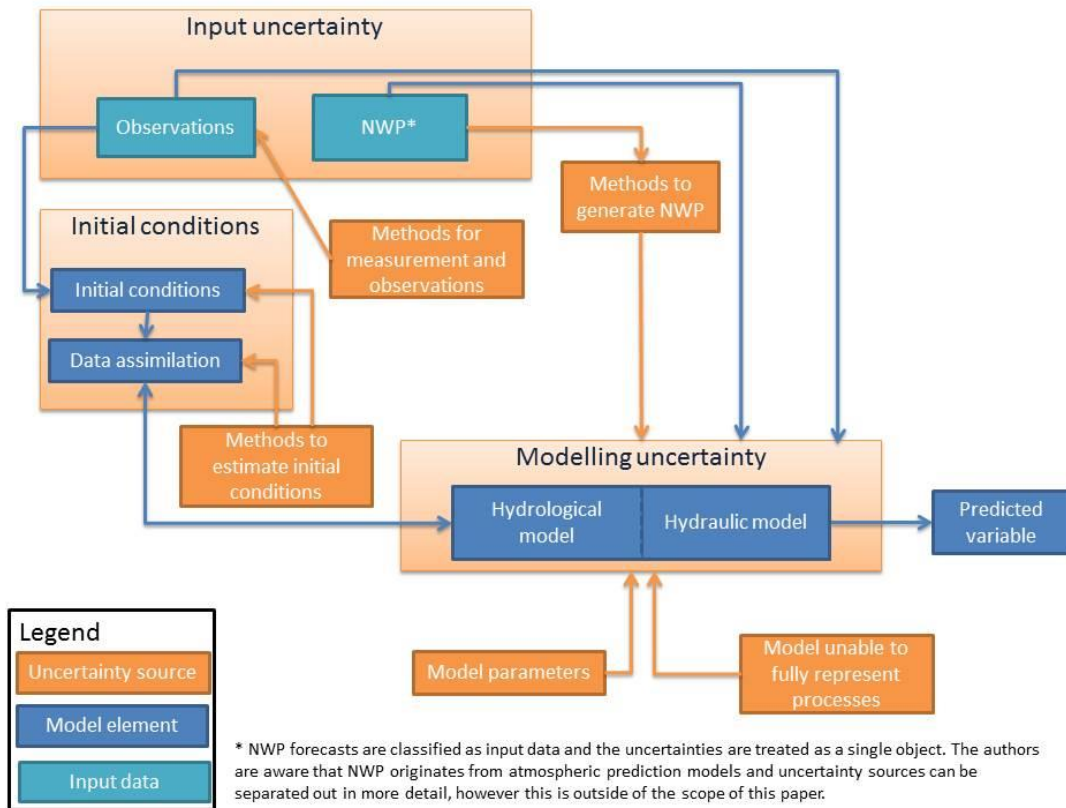 Input uncertainty
Observations
NWP*
Methods to
generate NWP
Initial conditions
Methods for
measurement and
observations
Initial conditions
Data assimilation
Methods to
estimate initial
conditions
Modelling uncertainty
Hydrological
model
Hydraulic model
Predicted
variable
Legend
Uncertainty source
Model element
Input data
Model parameters
Model unable to
fully represent
processes
* NWP forecasts are classified as input data and the uncertainties are treated as a single object. The authors
are aware that NWP originates from atmospheric prediction models and uncertainty sources can be
separated out in more detail, however this is outside of the scope of this paper.